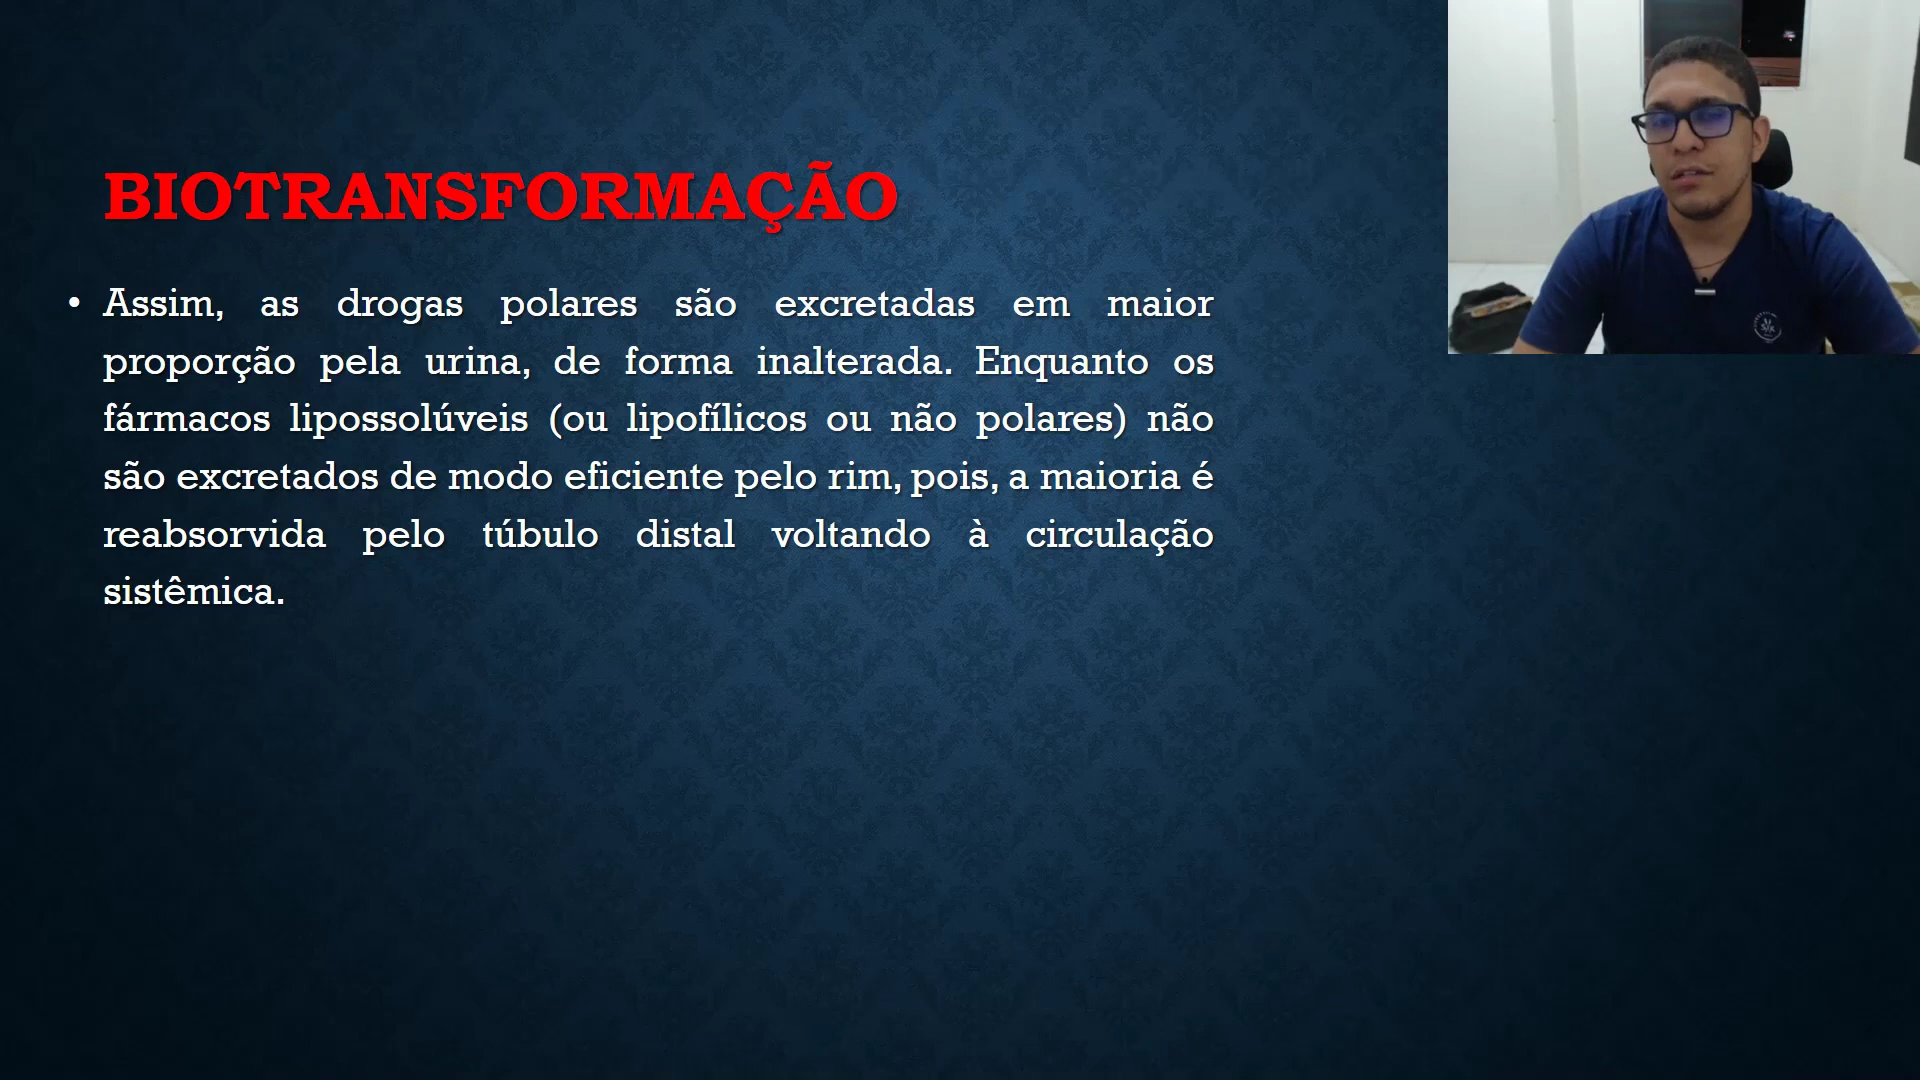 BIOTRANSFORMAÇÃO
• Assim, as drogas polares são excretadas em maior
proporção pela urina, de forma inalterada. Enquanto os
fármacos lipossolúveis (ou lipofílicos ou não polares) não
são excretados de modo eficiente pelo rim, pois, a maioria é
reabsorvida pelo túbulo distal voltando à circulação
sistêmica.